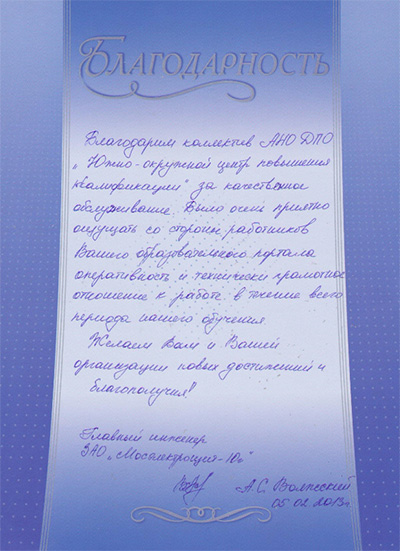 Благодарность
Благодарим коллектив АНО ДПО
„Южно-окружной центр повышения
квалификации" за качественное
обслуживание. Было очень приятно
ощущать со стороны работников
Вашего образовательного портала
оперативность и технически грамотное
отношение к работе в течение всего
периода нашего обучения.
Желаем Вам и Вашей
организации новых достижений и
благополучия!
Главный инженер
ЗАО „Мосэлектрощит-10"
А.С. Волжский
05.02.2013г.